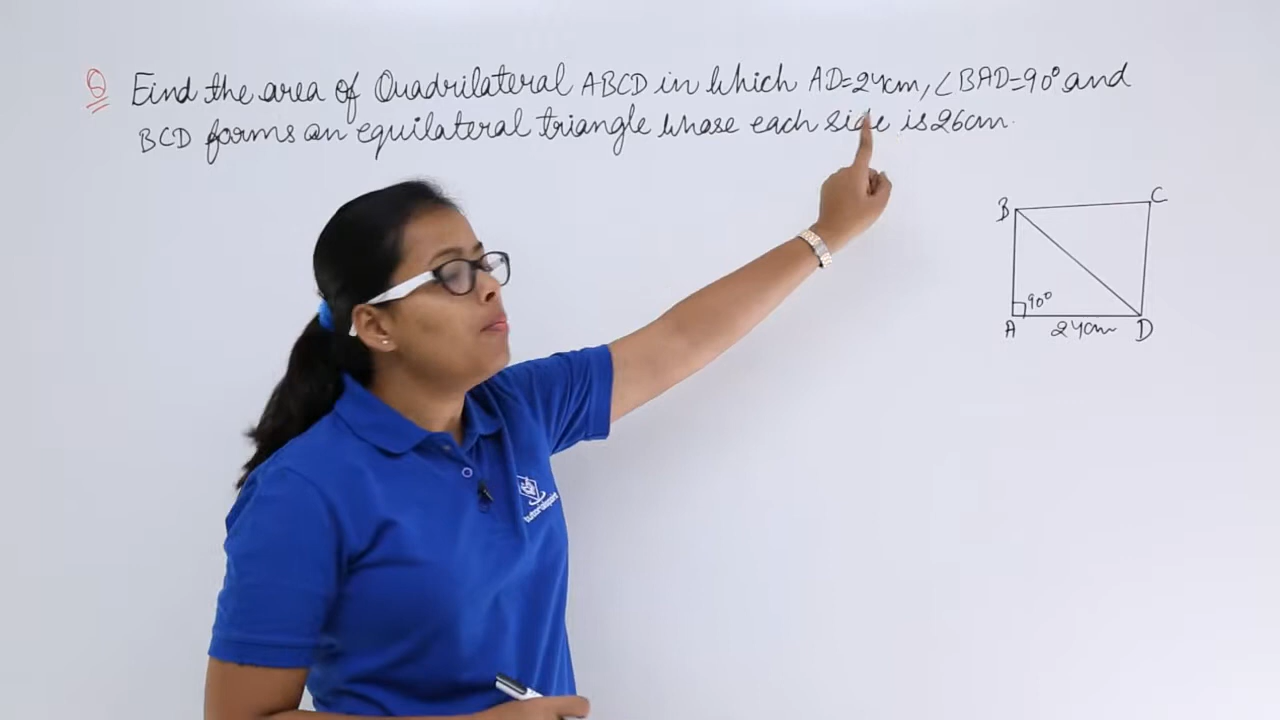 Q Find the area of Quadrilateral ABCD in which AD=24cm, ∠BAD=90° and
BCD forms an equilateral triangle whose each side is 26cm.
B
C
90°
A
24cm
D
tutorialspoint